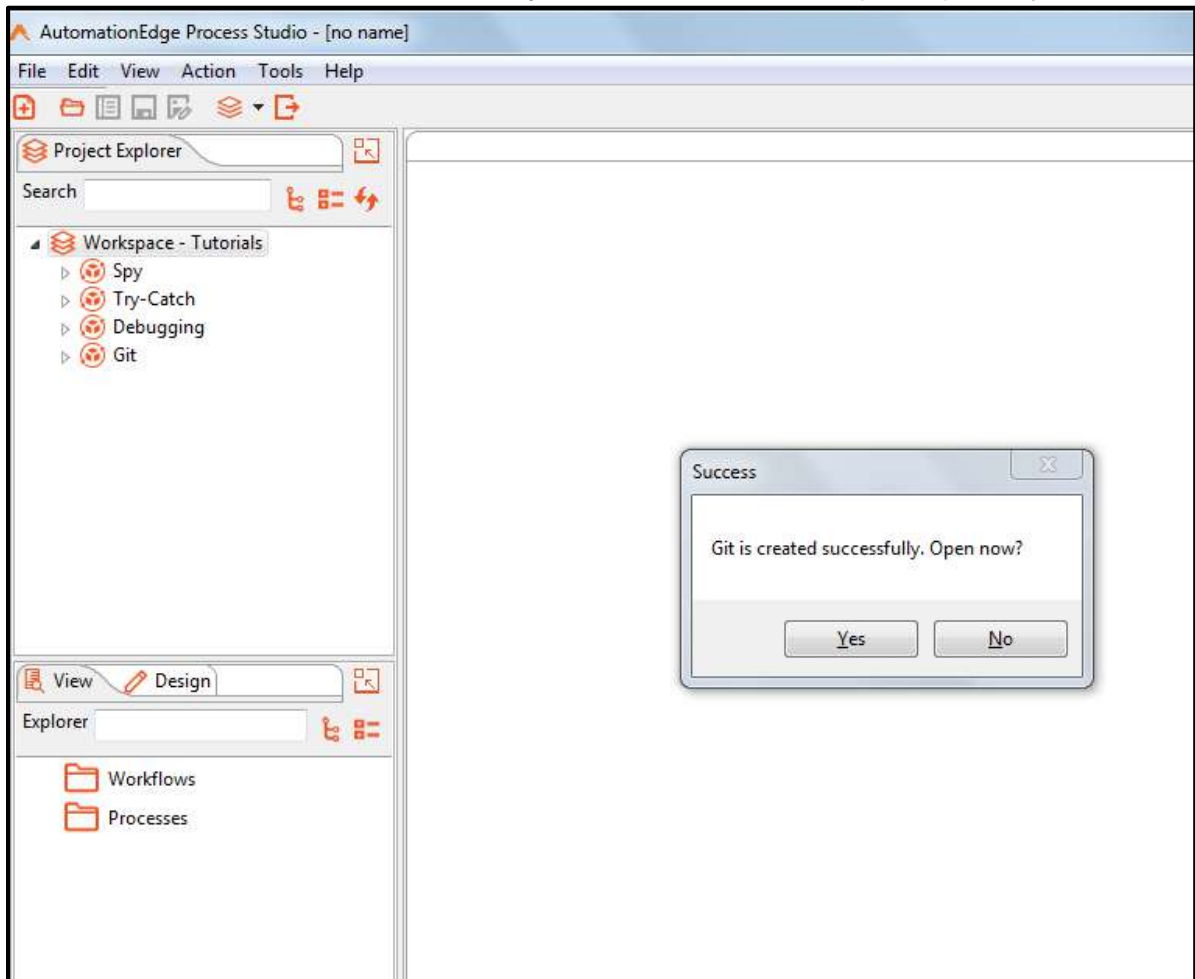 AutomationEdge Process Studio - [no name]
File Edit View Action Tools Help
Project Explorer
Search
Workspace - Tutorials
Spy
Try-Catch
Debugging
Git
Success
Git is created successfully. Open now?
Yes No
View Design
Explorer
Workflows
Processes